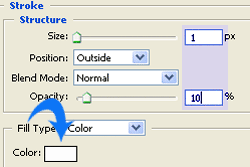 Stroke
Structure
Size: 1 px
Position: Outside
Blend Mode: Normal
Opacity: 10 %
Fill Type: Color
Color: